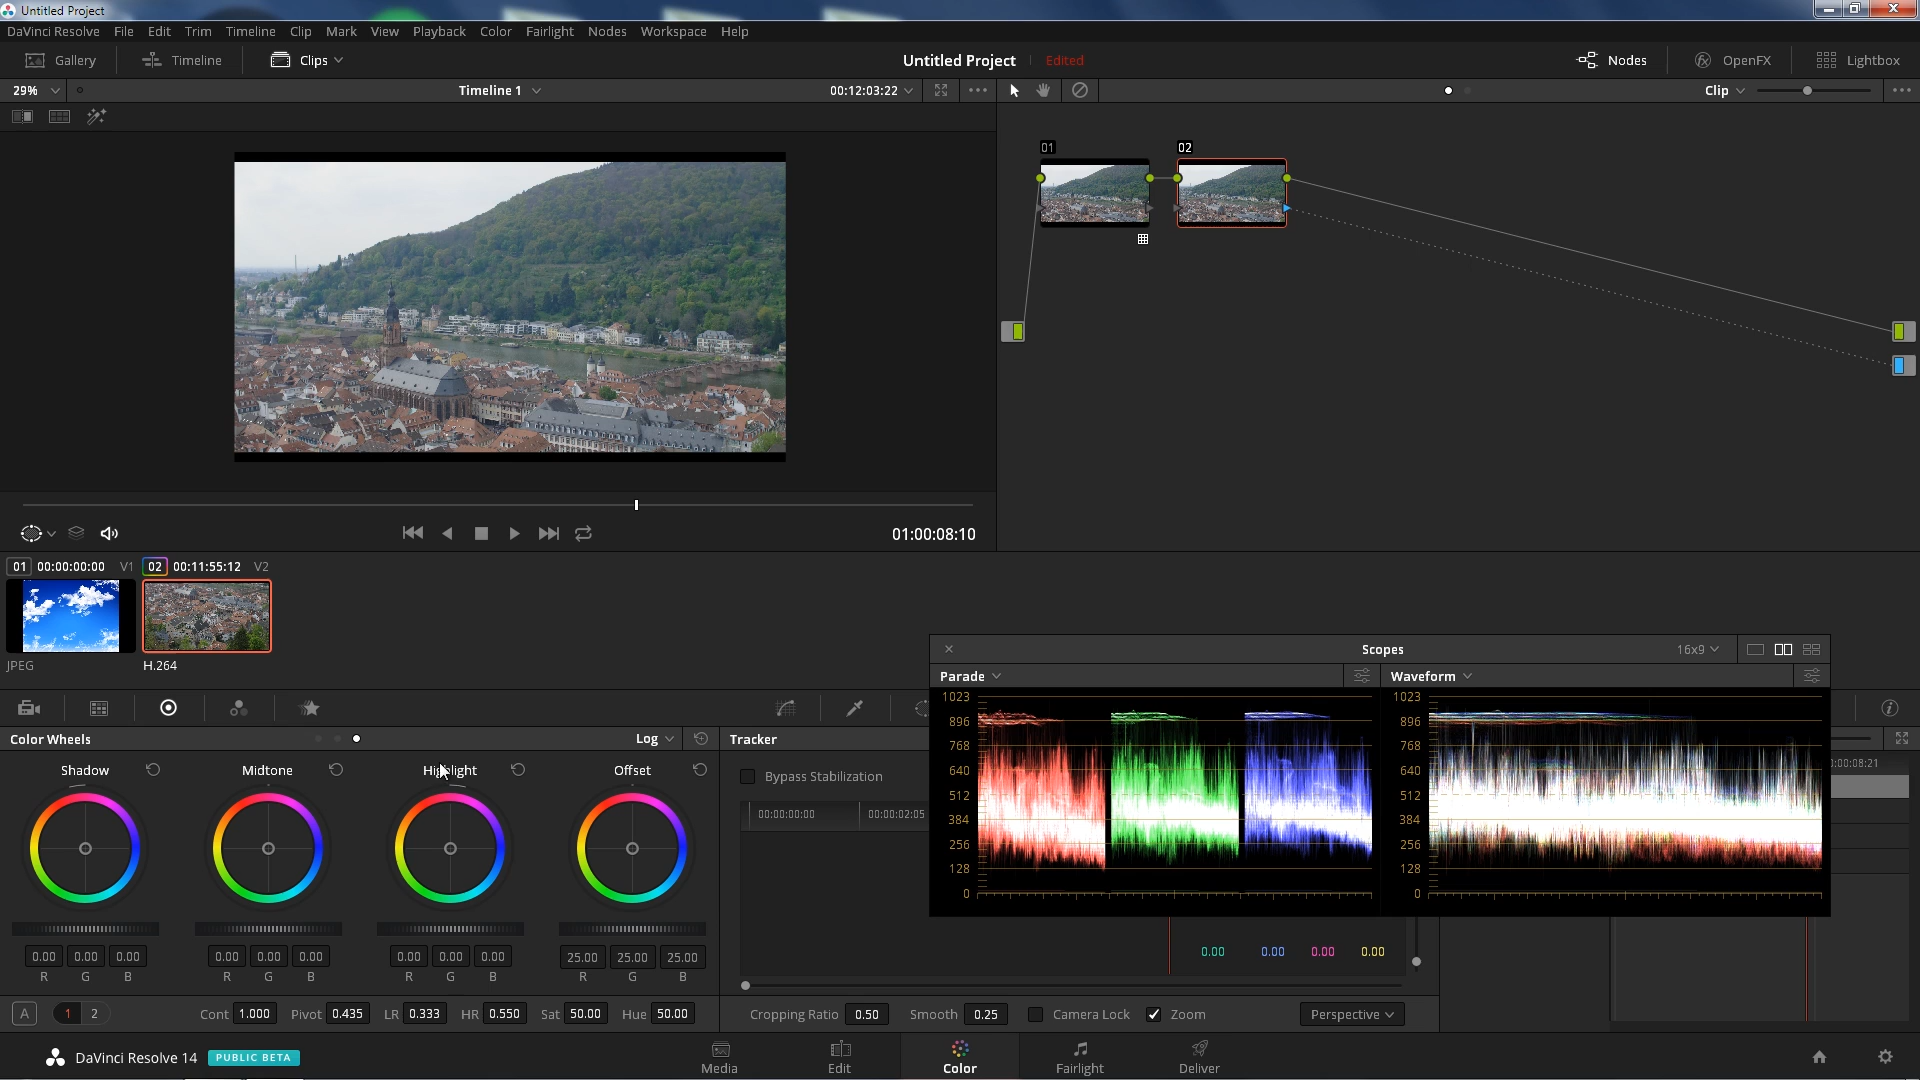 Untitled Project
DaVinci Resolve File Edit Trim Timeline Clip Mark View Playback Color Fairlight Nodes Workspace Help
Gallery Timeline Clips Untitled Project Edited Nodes OpenFX Lightbox
29% Timeline 1 00:12:03:22 Clip
01 02
01:00:08:10
01 00:00:00:00 V1 02 00:11:55:12 V2
JPEG H.264
Scopes 16x9
Parade Waveform
1023 1023
896 896
768 768
640 640
512 512
384 384
256 256
128 128
0 0
Color Wheels Log Tracker
Shadow Midtone Highlight Offset
Bypass Stabilization
00:00:00:00 00:00:02:05
0:00:08:21
0.00 0.00 0.00 0.00 0.00 0.00 0.00 0.00 0.00 25.00 25.00 25.00
R G B R G B R G B R G B
0.00 0.00 0.00 0.00
A 1 2 Cont 1.000 Pivot 0.435 LR 0.333 HR 0.550 Sat 50.00 Hue 50.00
Cropping Ratio 0.50 Smooth 0.25 Camera Lock Zoom Perspective
DaVinci Resolve 14 PUBLIC BETA
Media Edit Color Fairlight Deliver